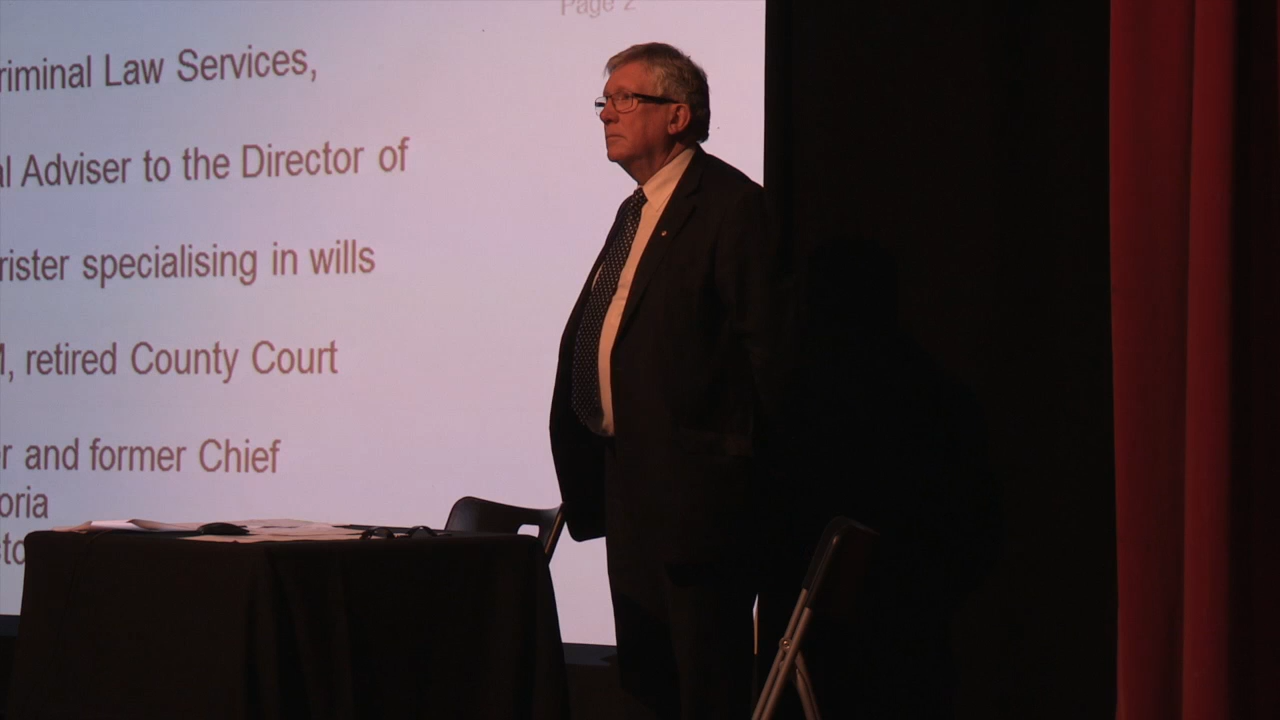 Page 2
riminal Law Services,
al Adviser to the Director of
rister specialising in wills
M, retired County Court
r and former Chief
oria
cto